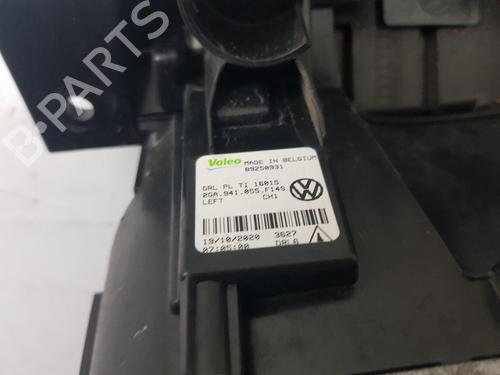 B-PARTS
Valeo MADE IN BELGIUM
89250931
DRL PL TI 16015
2GA.941.055.F14S
LEFT CH1
19/10/2020 3627
07:05:00 DRL6